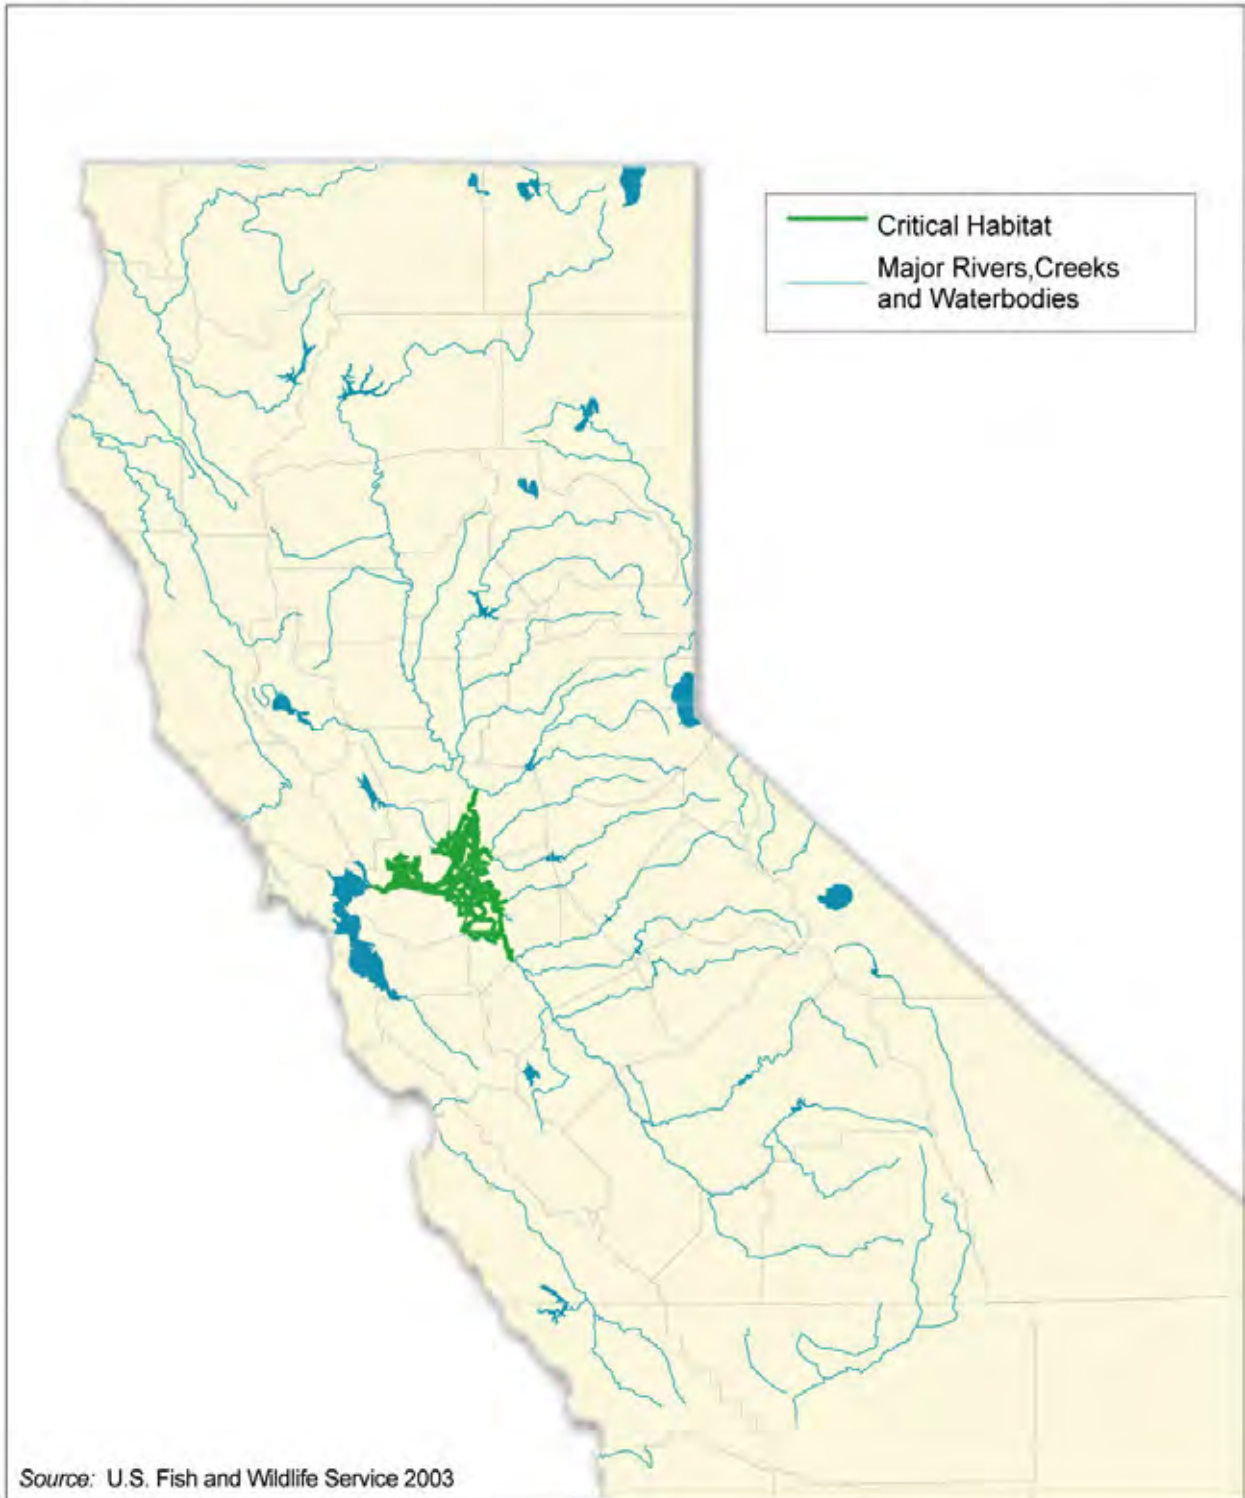 Critical Habitat
Major Rivers,Creeks
and Waterbodies
Source: U.S. Fish and Wildlife Service 2003